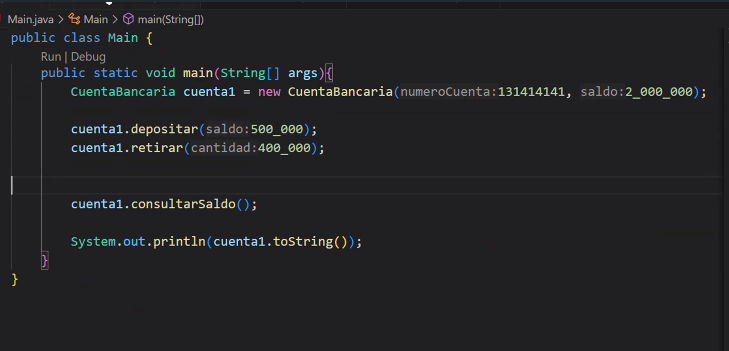 Main.java > Main > main(String[])
public class Main {
Run | Debug
public static void main(String[] args){
CuentaBancaria cuenta1 = new CuentaBancaria(numeroCuenta:131414141, saldo:2_000_000);
cuenta1.depositar(saldo:500_000);
cuenta1.retirar(cantidad:400_000);
cuenta1.consultarSaldo();
System.out.println(cuenta1.toString());
}
}